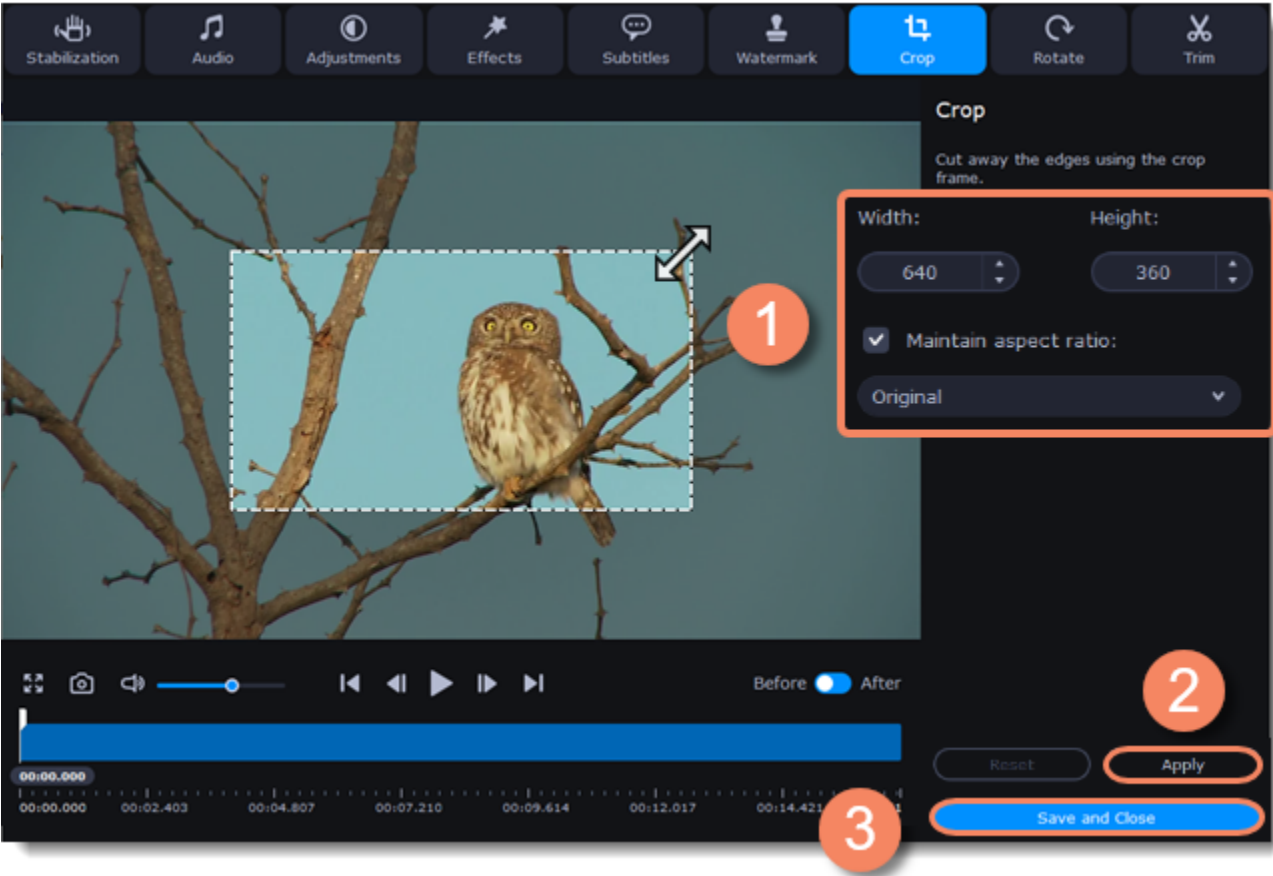 Stabilization
Audio
Adjustments
Effects
Subtitles
Watermark
Crop
Rotate
Trim
Crop
Cut away the edges using the crop
frame.
Width:
Height:
640
360
1
Maintain aspect ratio:
Original
Before
After
2
00:00.000
Reset
Apply
00:00.000
00:02.403
00:04.807
00:07.210
00:09.614
00:12.017
00:14.421
3
Save and Close